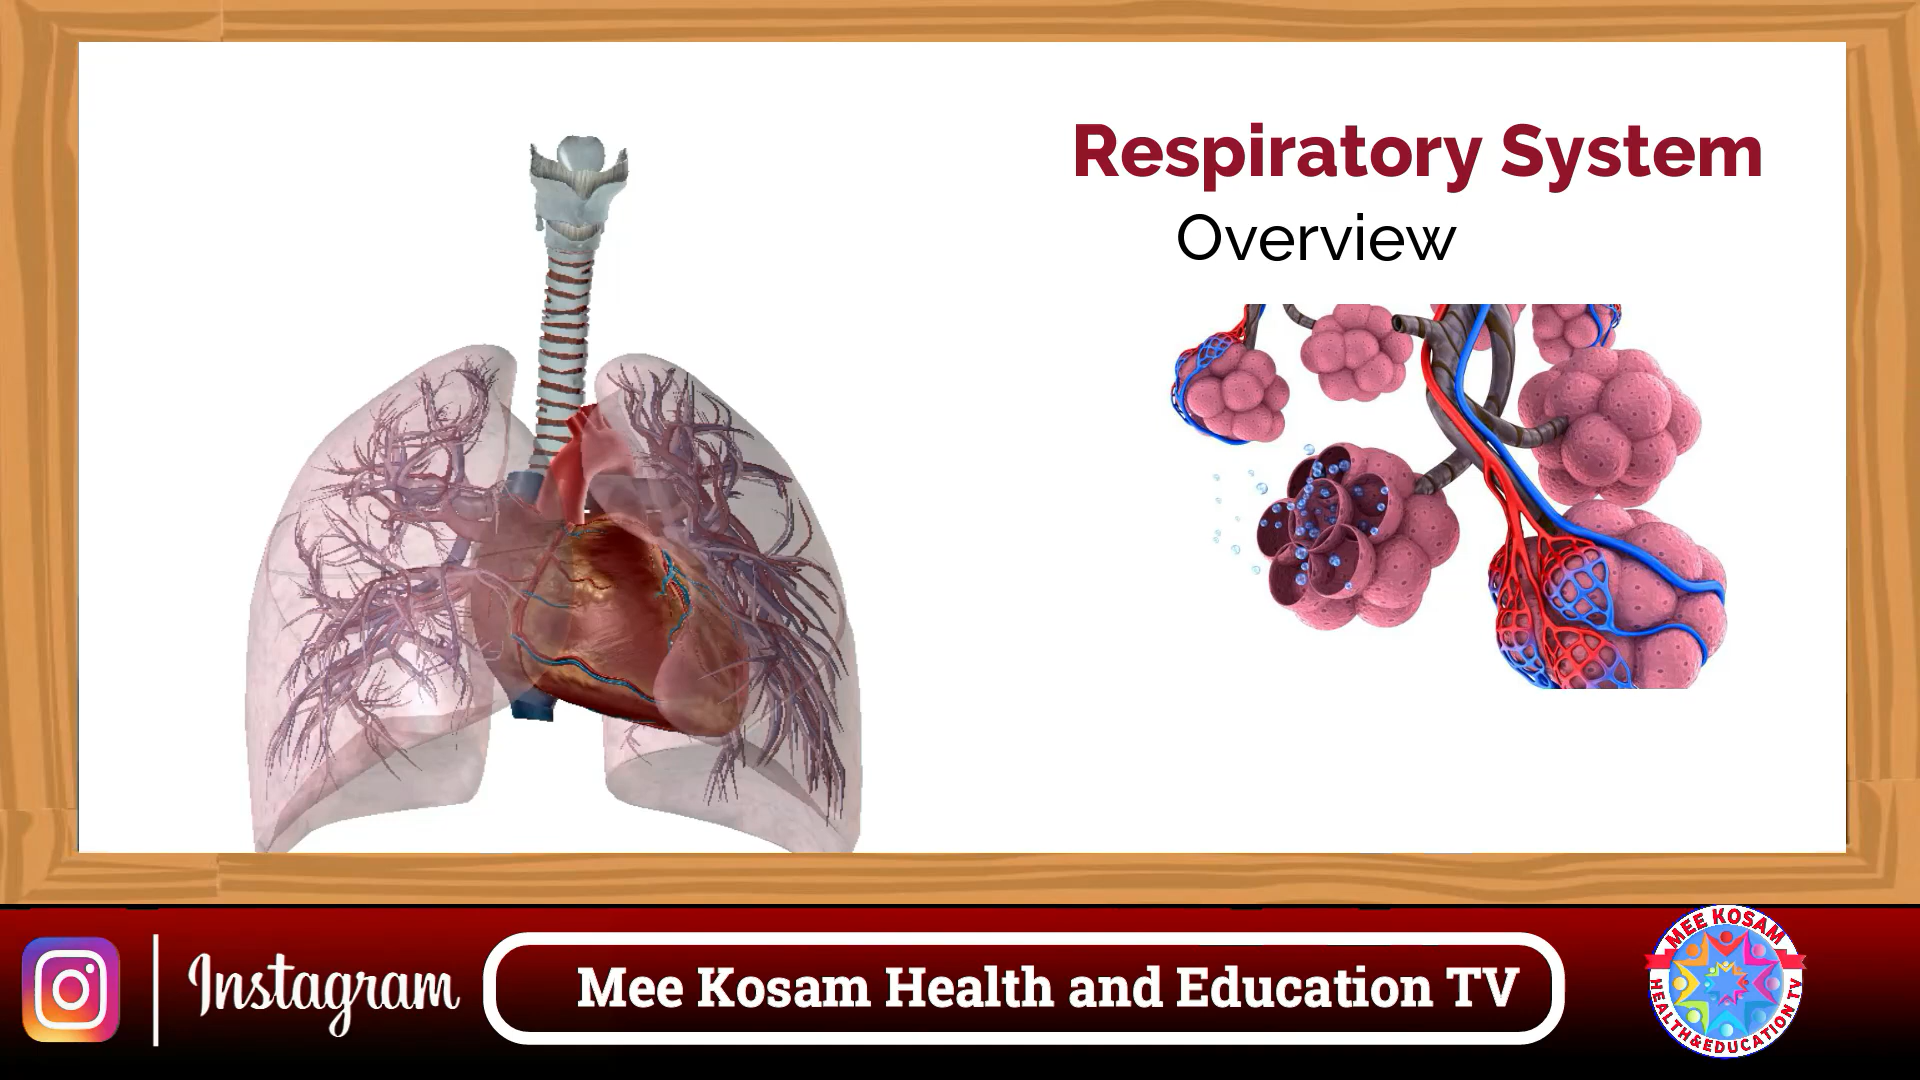 Respiratory System
Overview
Instagram
Mee Kosam Health and Education TV
MEE KOSAM
HEALTH&EDUCATION TV